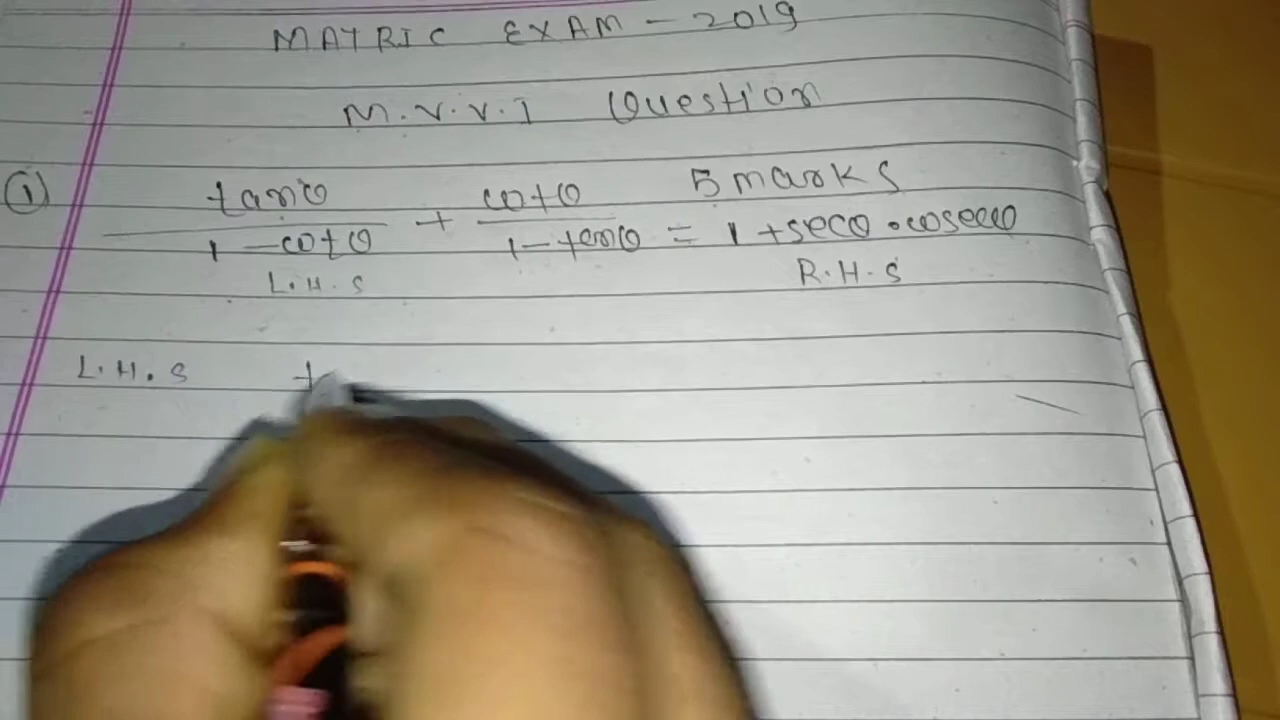 MATRIC EXAM - 2019
M.V.V.I Question
① tanθ / 1 - cotθ + cotθ / 1 - tanθ = 1 + secθ . cosecθ 5 marks
L.H.S R.H.S
L.H.S t